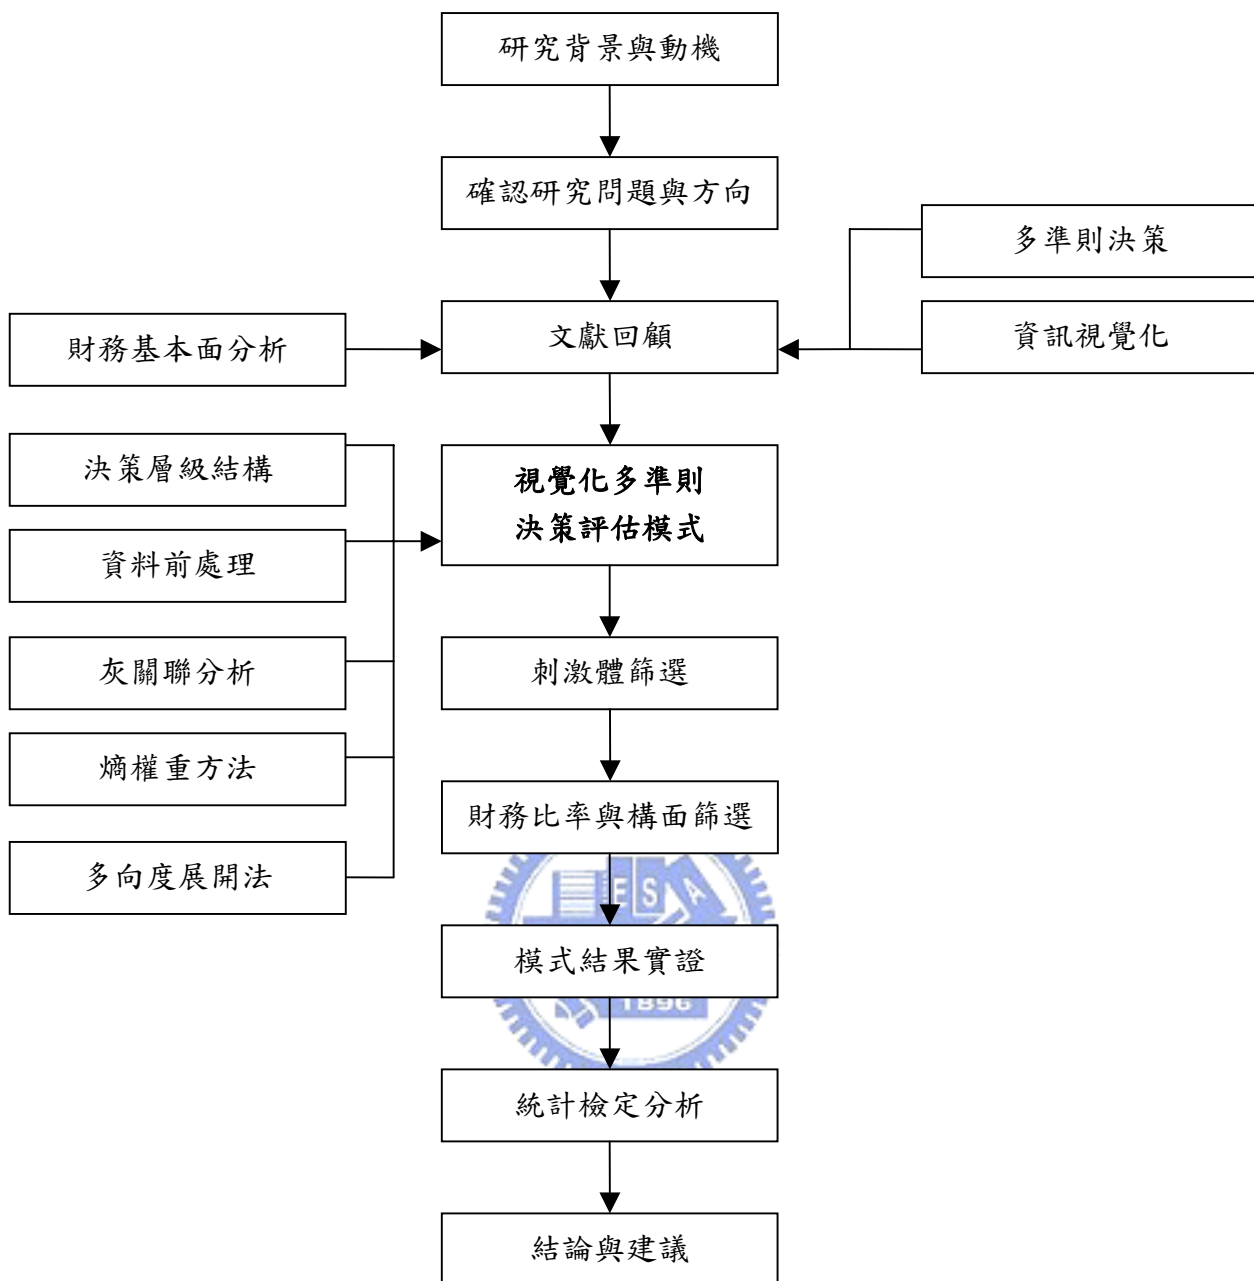 研究背景與動機
確認研究問題與方向
多準則決策
財務基本面分析
文獻回顧
資訊視覺化
決策層級結構
視覺化多準則
決策評估模式
資料前處理
灰關聯分析
刺激體篩選
熵權重方法
財務比率與構面篩選
多向度展開法
ESA
模式結果實證
1896
統計檢定分析
結論與建議